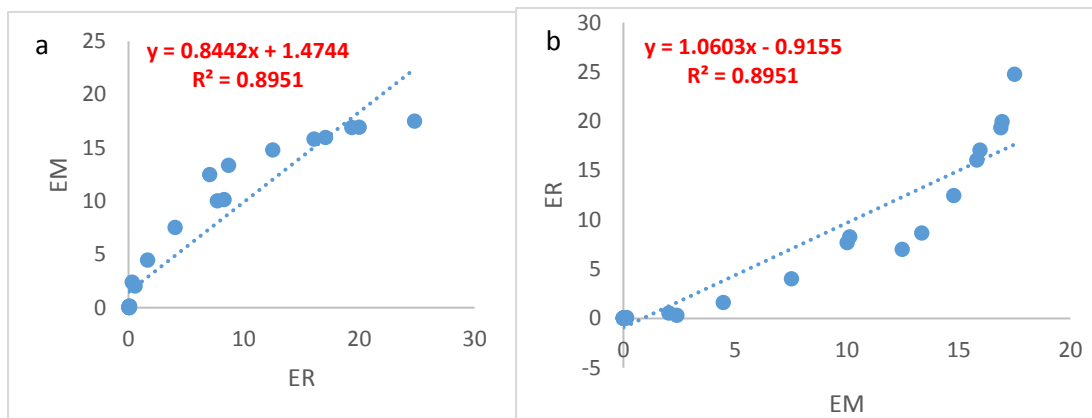 a
y = 0.8442x + 1.4744
R² = 0.8951
25
20
15
10
5
0
EM
0 10 20 30
ER
b
y = 1.0603x - 0.9155
R² = 0.8951
30
25
20
15
10
5
0
-5
ER
0 5 10 15 20
EM